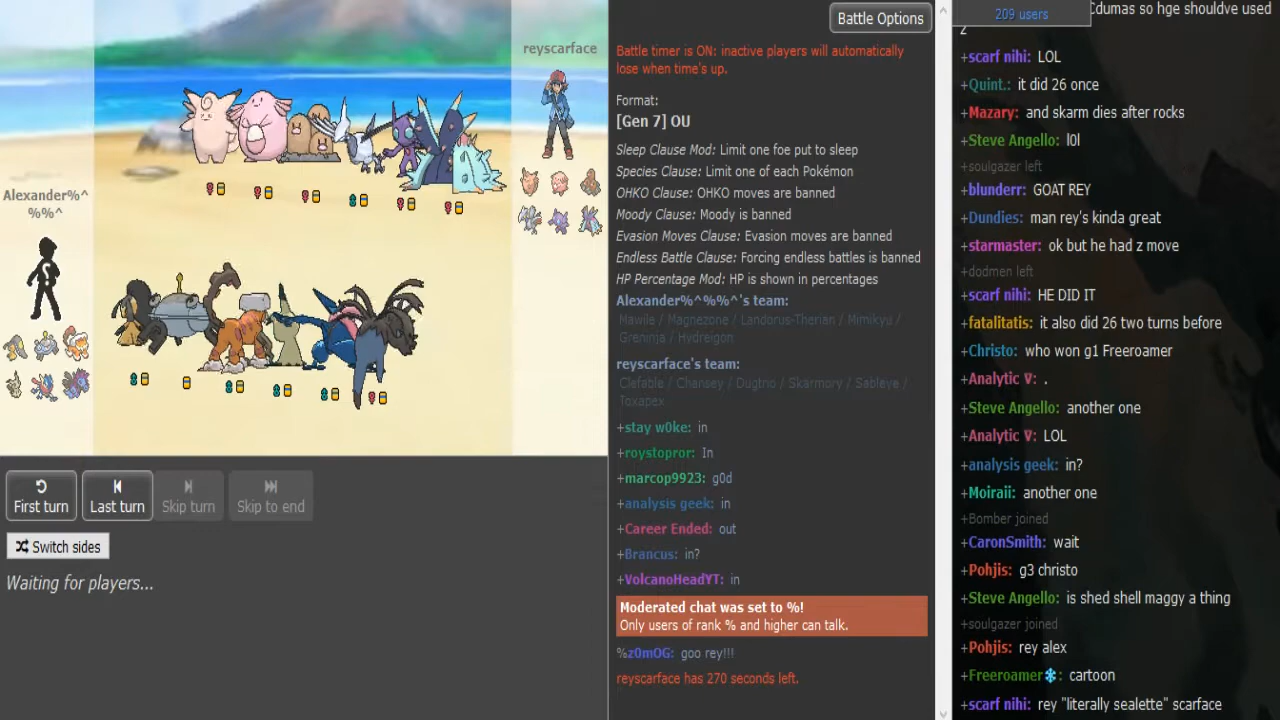 reyscarface
Alexander%^
%%^
First turn
Last turn
Skip turn
Skip to end
Switch sides
Waiting for players...
Battle Options
Battle timer is ON: inactive players will automatically
lose when time's up.
Format:
[Gen 7] OU
Sleep Clause Mod: Limit one foe put to sleep
Species Clause: Limit one of each Pokémon
OHKO Clause: OHKO moves are banned
Moody Clause: Moody is banned
Evasion Moves Clause: Evasion moves are banned
Endless Battle Clause: Forcing endless battles is banned
HP Percentage Mod: HP is shown in percentages
Alexander%^%%^'s team:
Mawile / Magnezone / Landorus-Therian / Mimikyu /
Greninja / Hydreigon
reyscarface's team:
Clefable / Chansey / Dugtrio / Skarmory / Sableye /
Toxapex
+stay w0ke: in
+roystopror: In
+marcop9923: g0d
+analysis geek: in
+Career Ended: out
+Brancus: in?
+VolcanoHeadYT: in
Moderated chat was set to %!
Only users of rank % and higher can talk.
%z0mOG: goo rey!!!
reyscarface has 270 seconds left.
209 users
Cdumas so hge shouldve used
z
+scarf nihi: LOL
+Quint.: it did 26 once
+Mazary: and skarm dies after rocks
+Steve Angello: lol
+soulgazer left
+blunderr: GOAT REY
+Dundies: man rey's kinda great
+starmaster: ok but he had z move
+dodmen left
+scarf nihi: HE DID IT
+fatalitatis: it also did 26 two turns before
+Christo: who won g1 Freeroamer
+Analytic ∇: .
+Steve Angello: another one
+Analytic ∇: LOL
+analysis geek: in?
+Moiraii: another one
+Bomber joined
+CaronSmith: wait
+Pohjis: g3 christo
+Steve Angello: is shed shell maggy a thing
+soulgazer joined
+Pohjis: rey alex
+Freeroamer❄: cartoon
+scarf nihi: rey "literally sealette" scarface